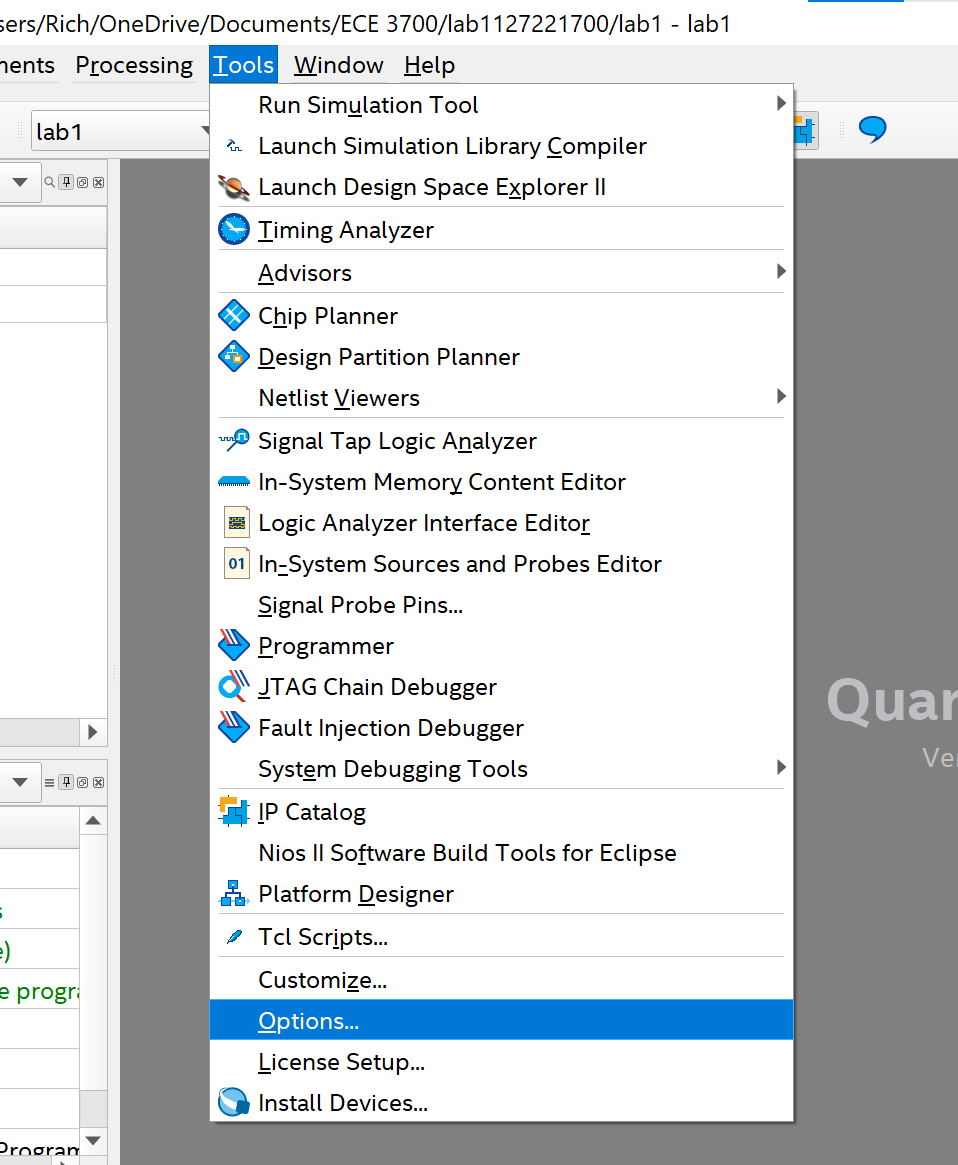 sers/Rich/OneDrive/Documents/ECE 3700/lab1127221700/lab1 - lab1
nents Processing Tools Window Help
lab1
Run Simulation Tool
Launch Simulation Library Compiler
Launch Design Space Explorer II
Timing Analyzer
Advisors
Chip Planner
Design Partition Planner
Netlist Viewers
Signal Tap Logic Analyzer
In-System Memory Content Editor
Logic Analyzer Interface Editor
01 In-System Sources and Probes Editor
Signal Probe Pins...
Programmer
JTAG Chain Debugger
Fault Injection Debugger
System Debugging Tools
IP Catalog
Nios II Software Build Tools for Eclipse
Platform Designer
Tcl Scripts...
Customize...
Options...
License Setup...
Install Devices...
s
e)
e progra
Program
Quar
Ver